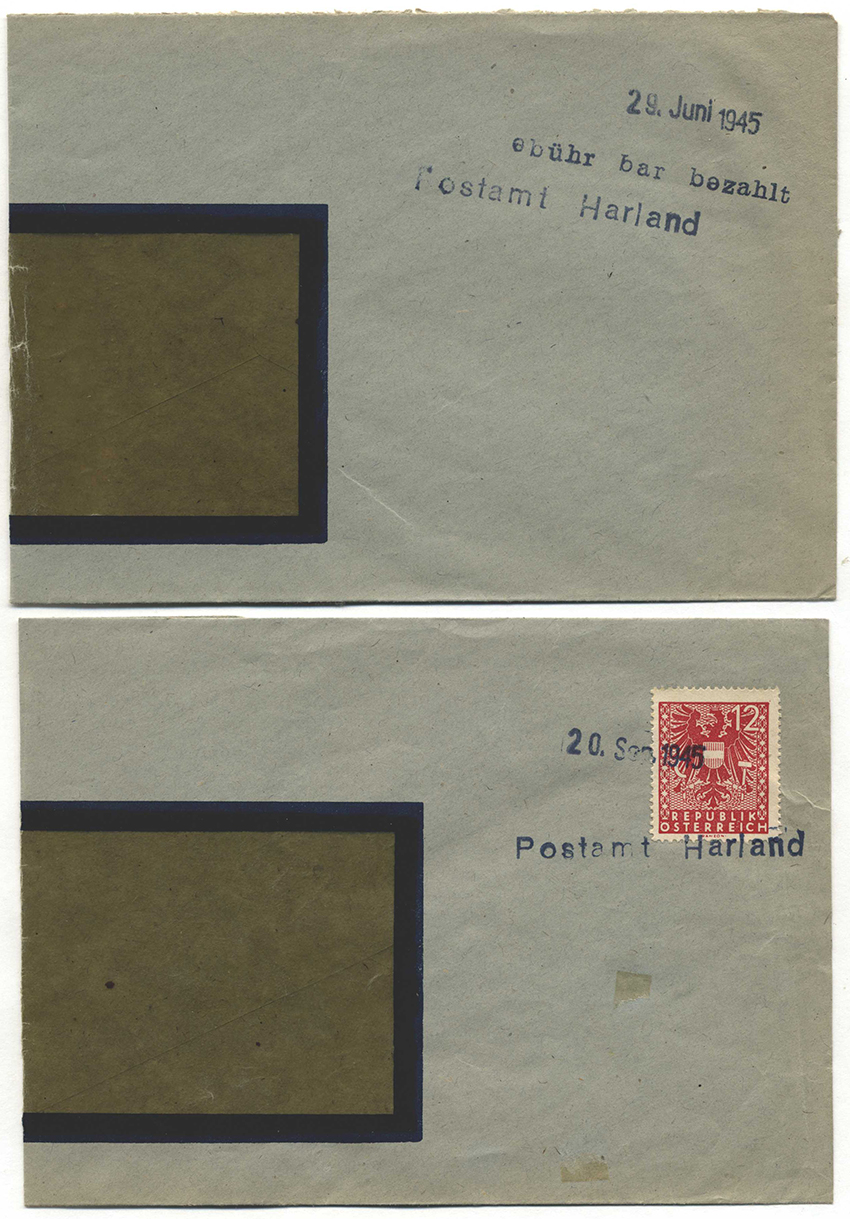 29. Juni 1945
ebühr bar bezahlt
Postamt Harland
12
20. Sep. 1945
REPUBLIK
ÖSTERREICH
Postamt Harland